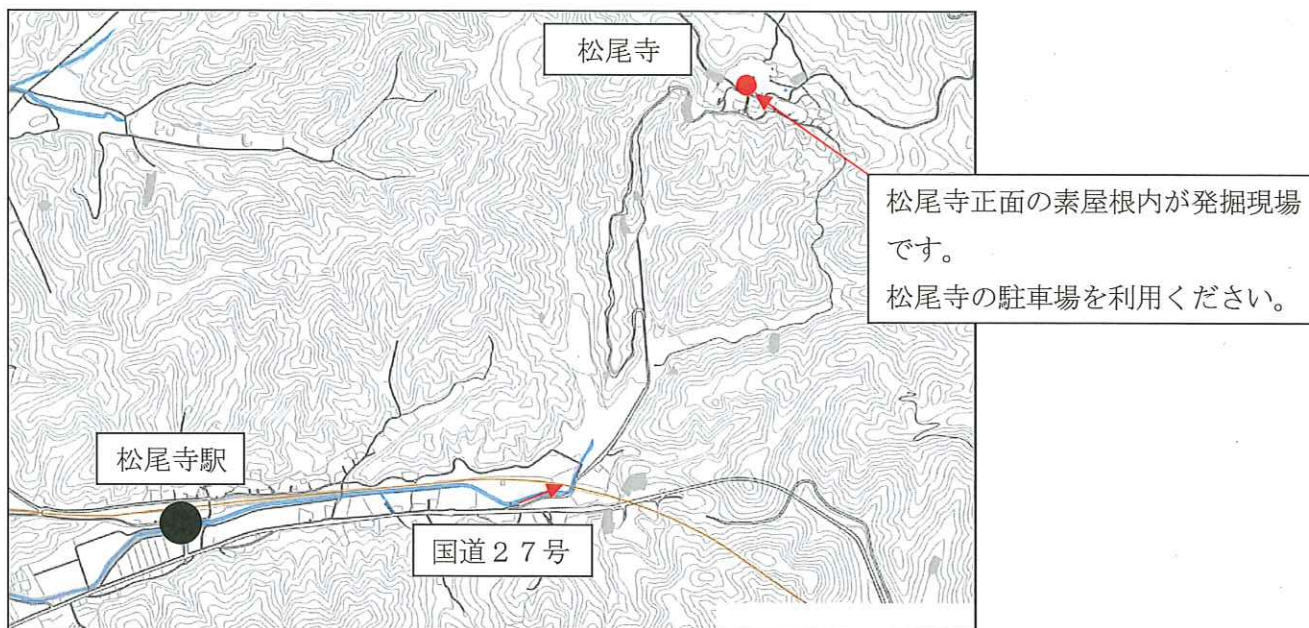 松尾寺
松尾寺正面の素屋根内が発掘現場
です。
松尾寺の駐車場を利用ください。
松尾寺駅
国道２７号